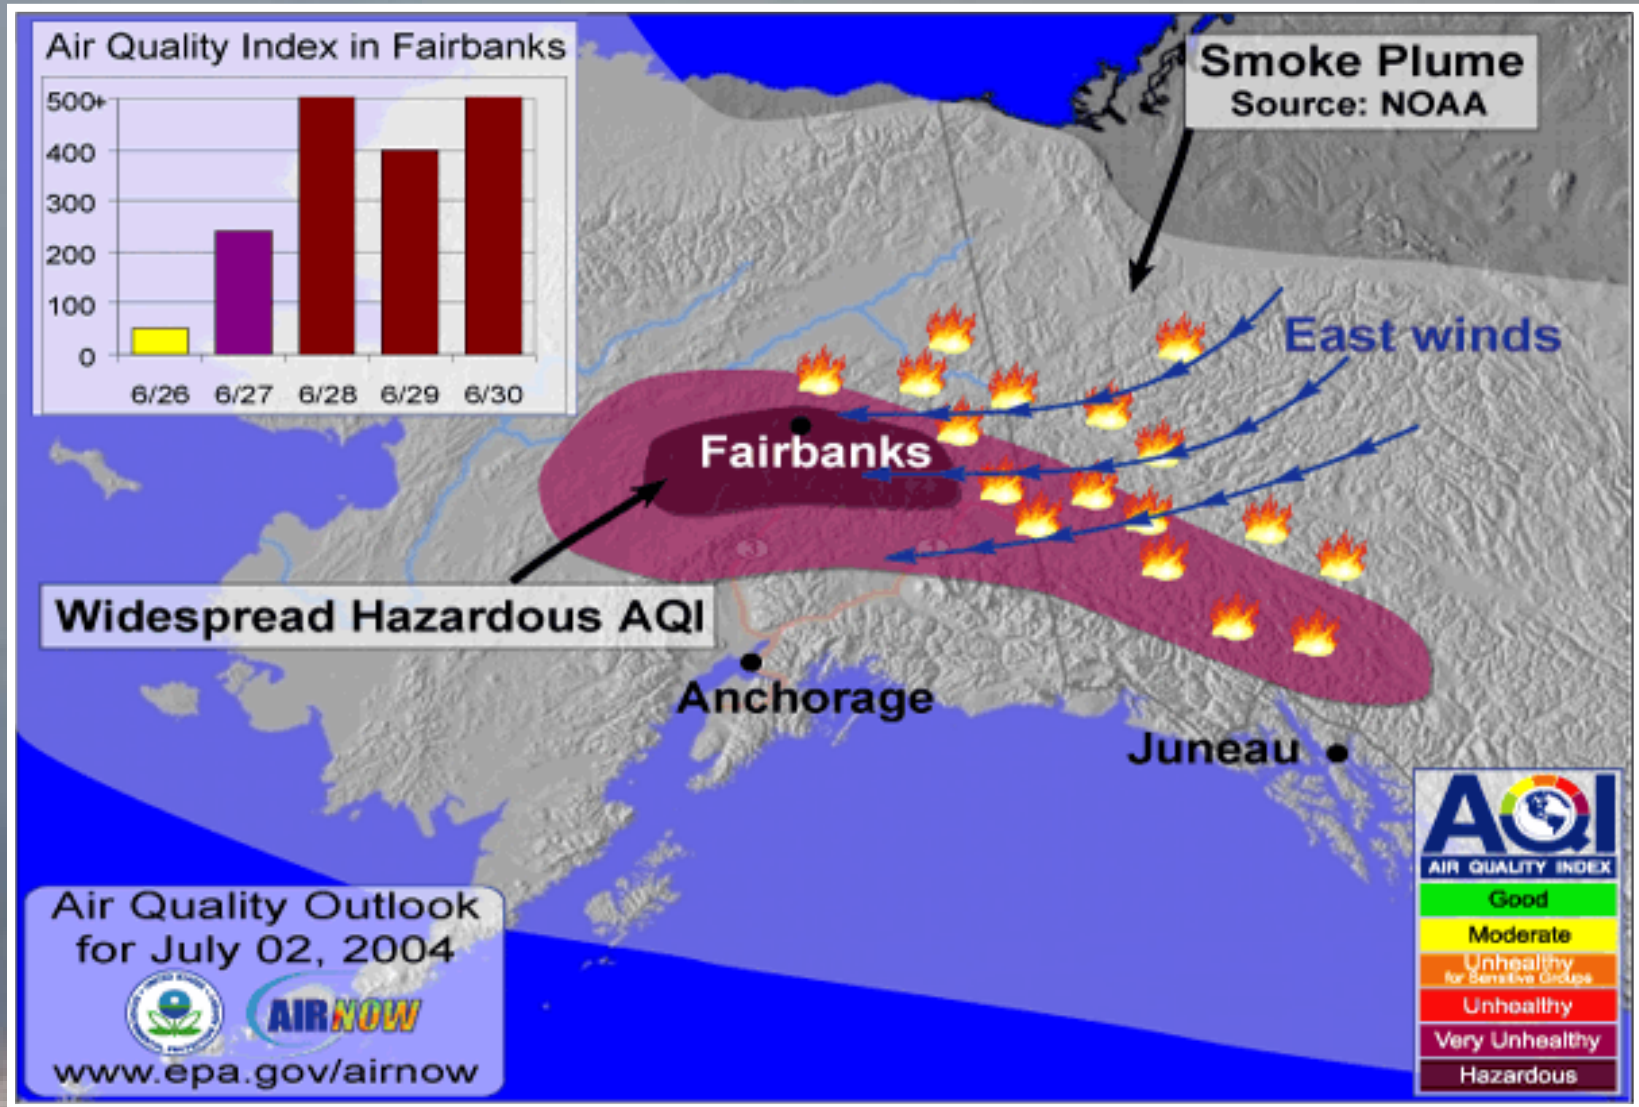 Air Quality Index in Fairbanks
500+
400
300
200
100
0
6/26 6/27 6/28 6/29 6/30
Smoke Plume
Source: NOAA
East winds
Fairbanks
Widespread Hazardous AQI
Anchorage
Juneau
Air Quality Outlook
for July 02, 2004
AIRNOW
www.epa.gov/airnow
AQI
AIR QUALITY INDEX
Good
Moderate
Unhealthy
for Sensitive Groups
Unhealthy
Very Unhealthy
Hazardous